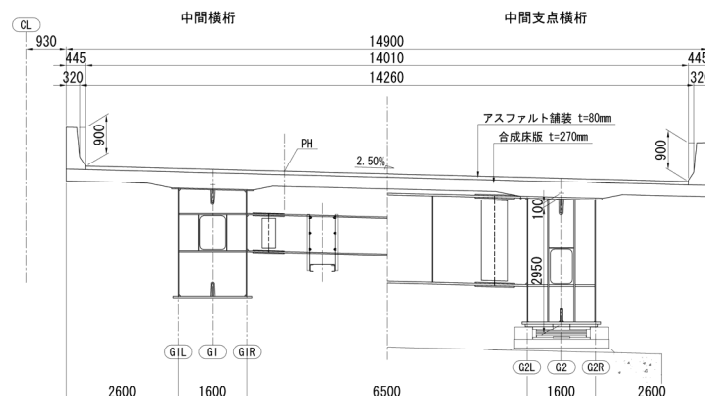 中間横桁 中間支点横桁
CL
930 14900
445 14010 445
320 14260 320
アスファルト舗装 t=80mm
合成床版 t=270mm
900 900
PH
2.50%
100
2950
G1L G1 G1R
G2L G2 G2R
2600 1600 6500 1600 2600